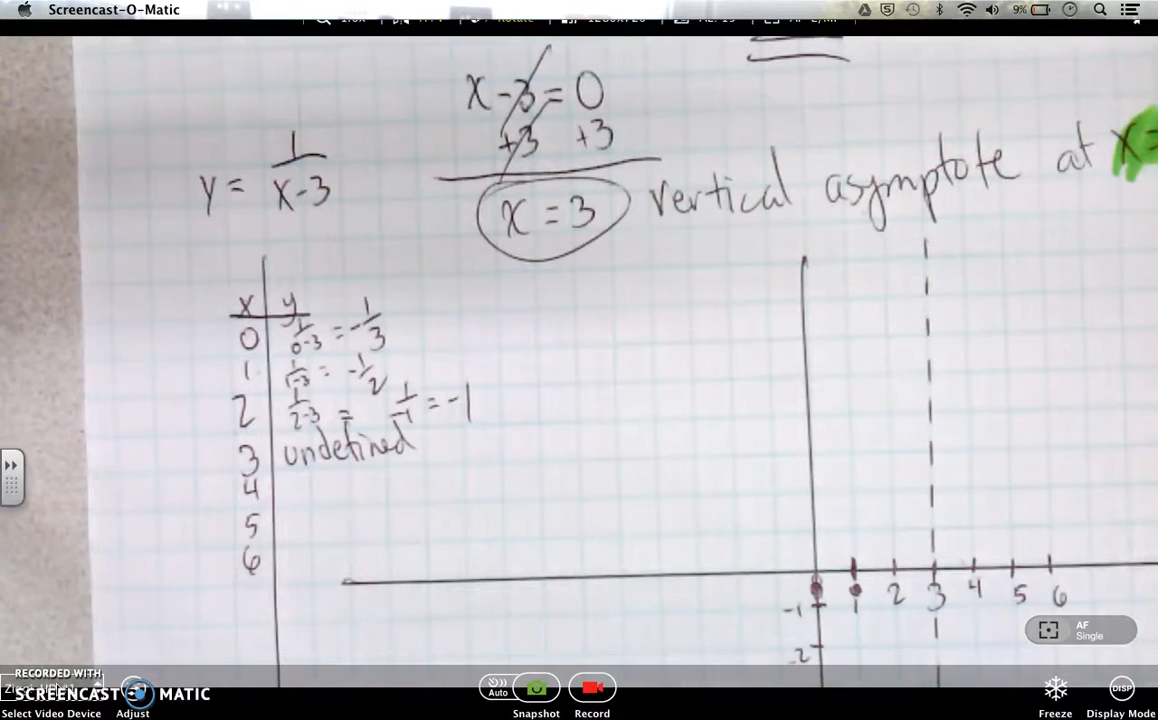 Screencast-O-Matic
9%
x-3=0
+3 +3
y = 1/x-3
x = 3 vertical asymptote at x=
x y
0 1/0-3 = -1/3
1 1/1-3 = -1/2
2 1/2-3 = 1/-1 = -1
3 undefined
4
5
6
1 2 3 4 5 6
-1
-2
AF
Single
RECORDED WITH
SCREENCAST MATIC
Auto
Select Video Device
Adjust
Snapshot
Record
DISP
Freeze
Display Mode